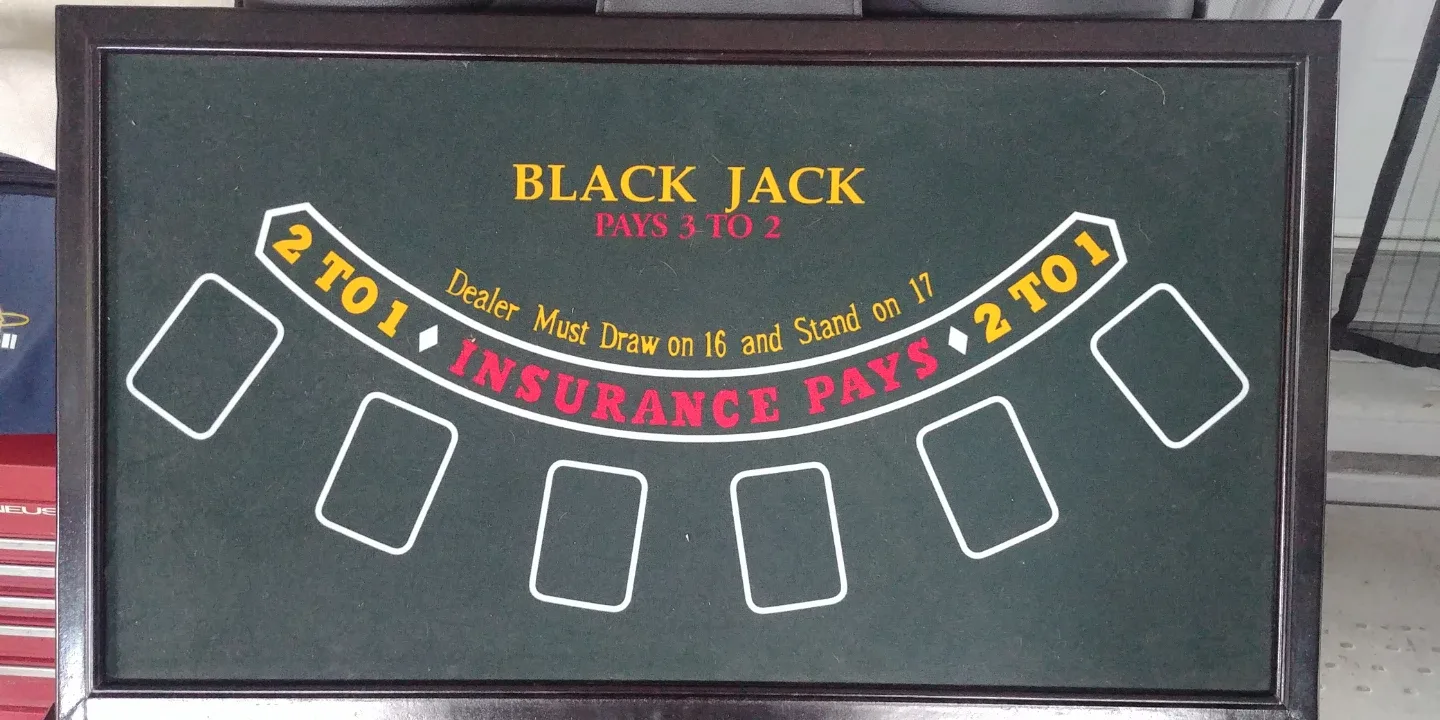 BLACK JACK
PAYS 3 TO 2
Dealer Must Draw on 16 and Stand on 17
2 TO 1 INSURANCE PAYS 2 TO 1